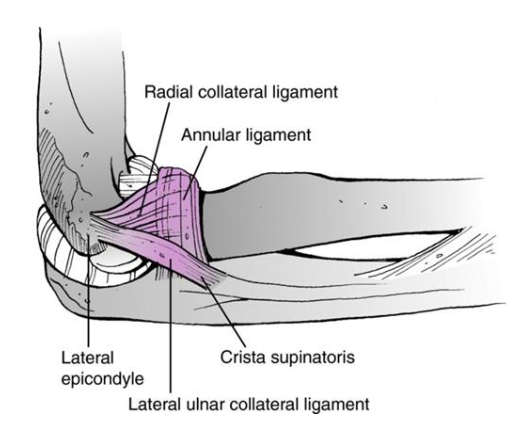 Radial collateral ligament
Annular ligament
Lateral
epicondyle
Crista supinatoris
Lateral ulnar collateral ligament